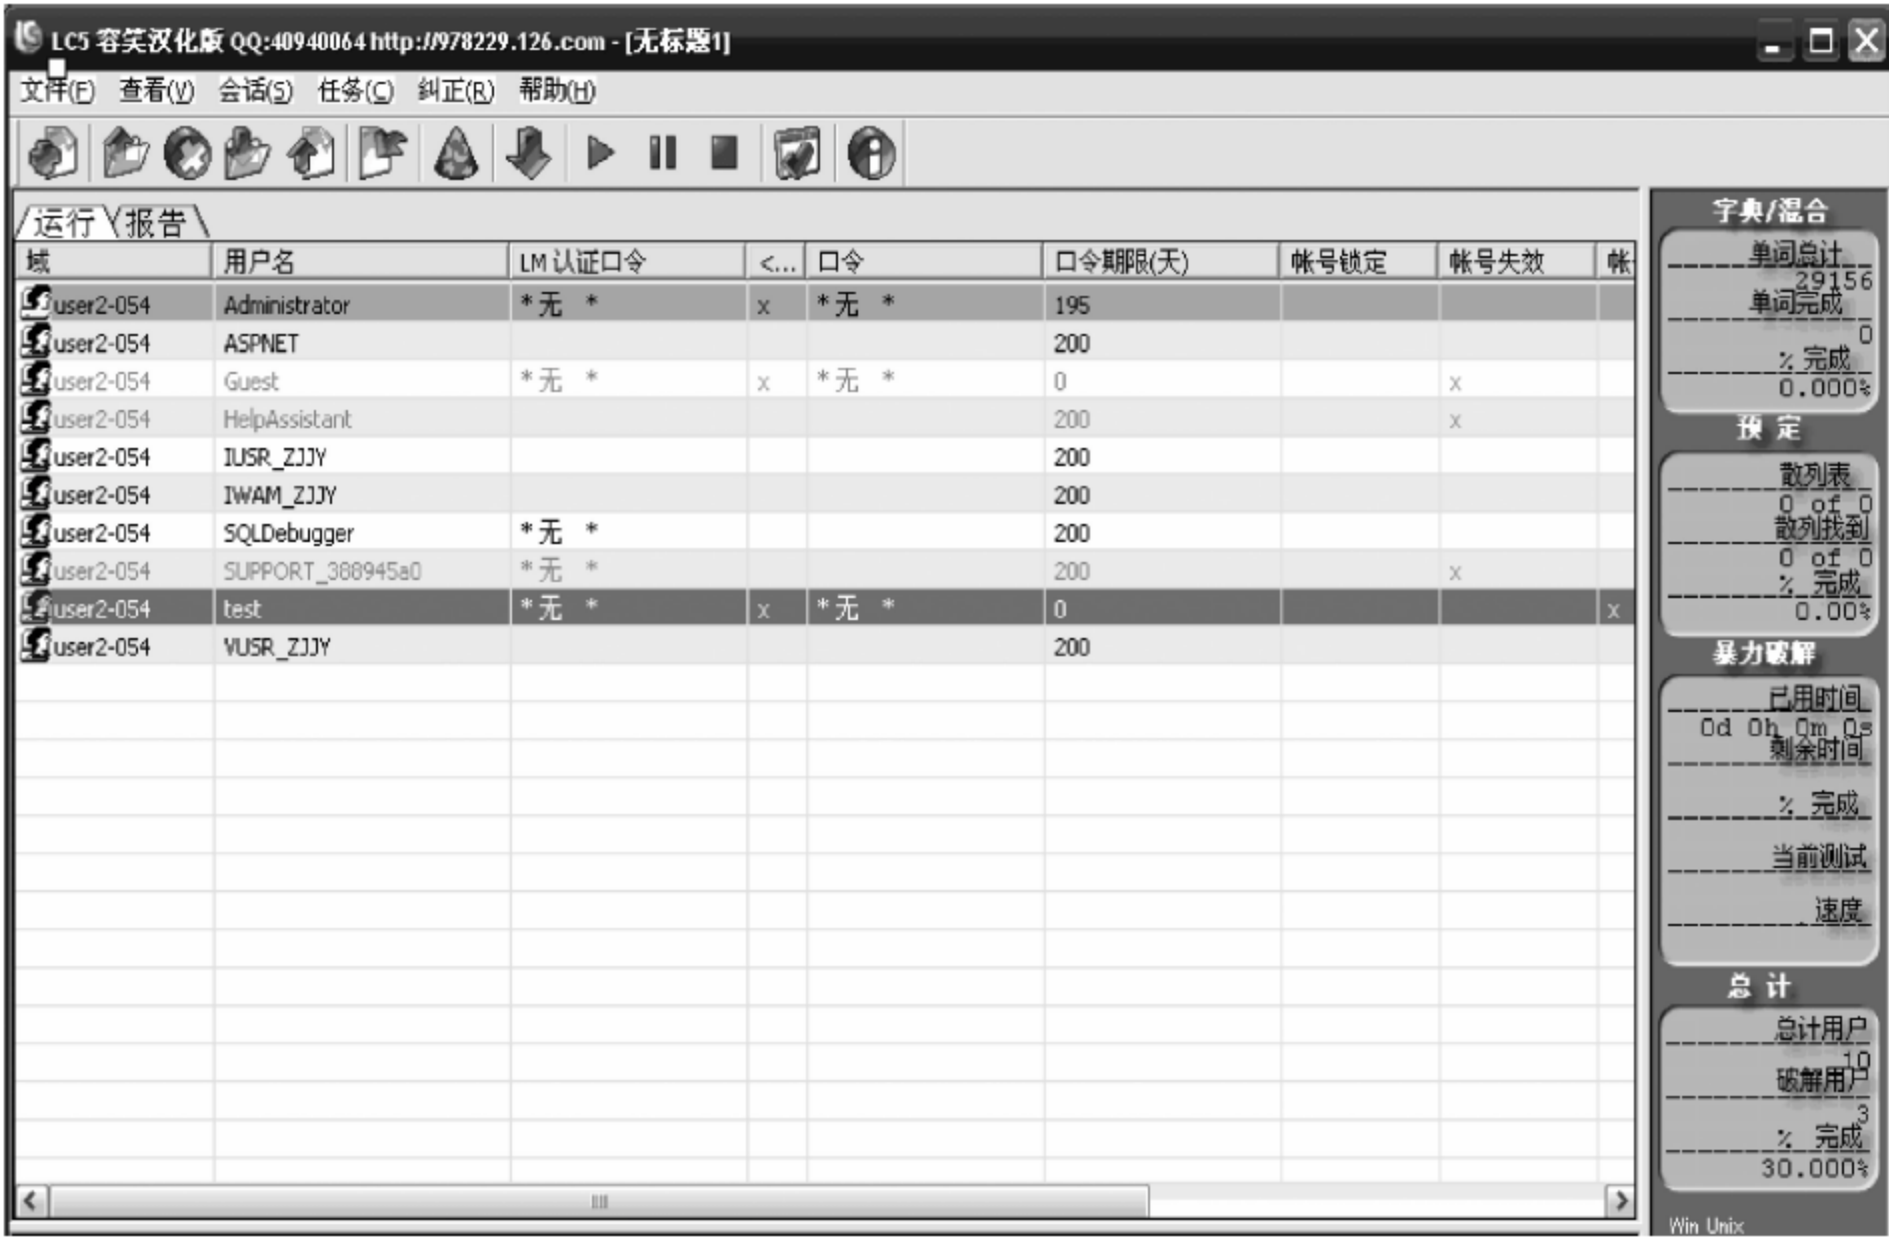 LC5 容笑汉化版 QQ:40940064 http://978229.126.com - [无标题1]
文件(F) 查看(V) 会话(S) 任务(C) 纠正(R) 帮助(H)
运行 报告
域 用户名 LM 认证口令 <... 口令 口令期限(天) 帐号锁定 帐号失效 帐
user2-054 Administrator * 无 * x * 无 * 195
user2-054 ASPNET 200
user2-054 Guest * 无 * x * 无 * 0 x
user2-054 HelpAssistant 200 x
user2-054 IUSR_ZJJY 200
user2-054 IWAM_ZJJY 200
user2-054 SQLDebugger * 无 * 200
user2-054 SUPPORT_388945a0 * 无 * 200 x
user2-054 test * 无 * x * 无 * 0 x
user2-054 VUSR_ZJJY 200
字典/混合
单词总计
29156
单词完成
0
% 完成
0.000%
预 定
散列表
0 of 0
散列找到
0 of 0
% 完成
0.00%
暴力破解
已用时间
0d 0h 0m 0s
剩余时间
% 完成
当前测试
速度
总 计
总计用户
10
破解用户
3
% 完成
30.000%
Win Unix